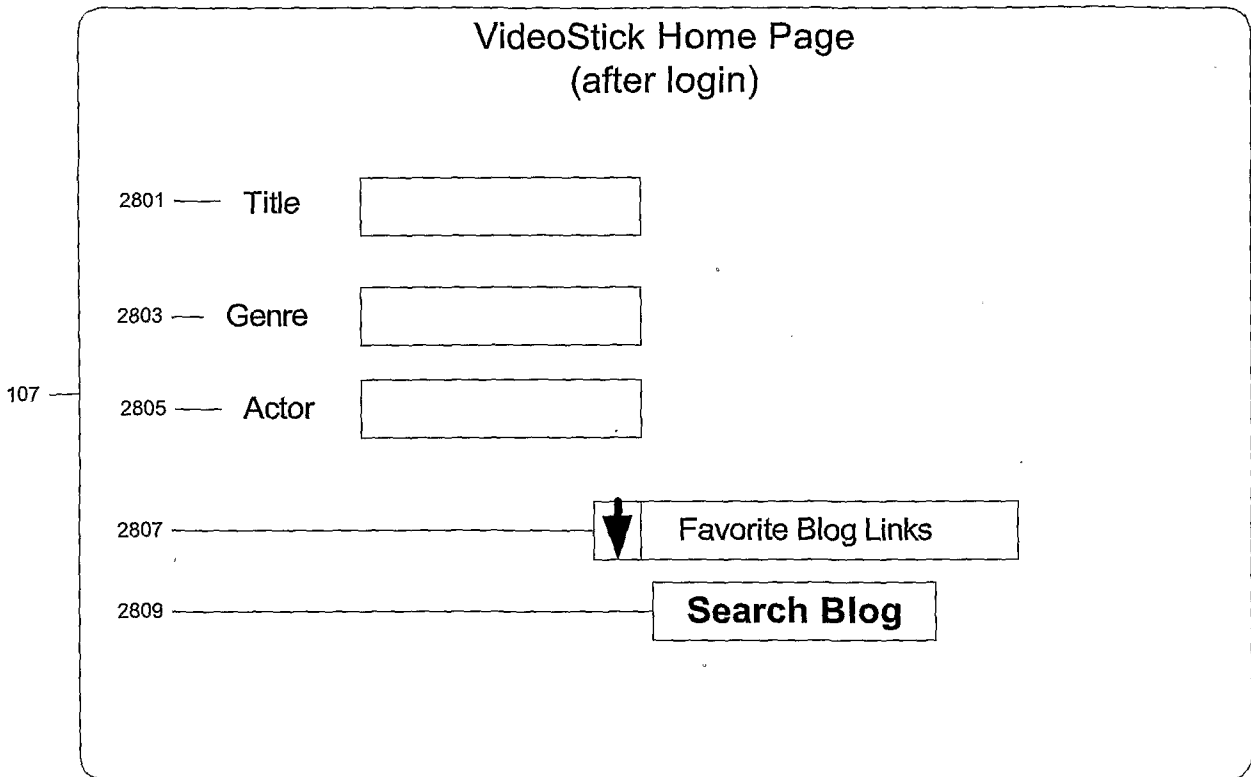 VideoStick Home Page
(after login)
2801 Title
2803 Genre
107
2805 Actor
2807 Favorite Blog Links
2809 Search Blog